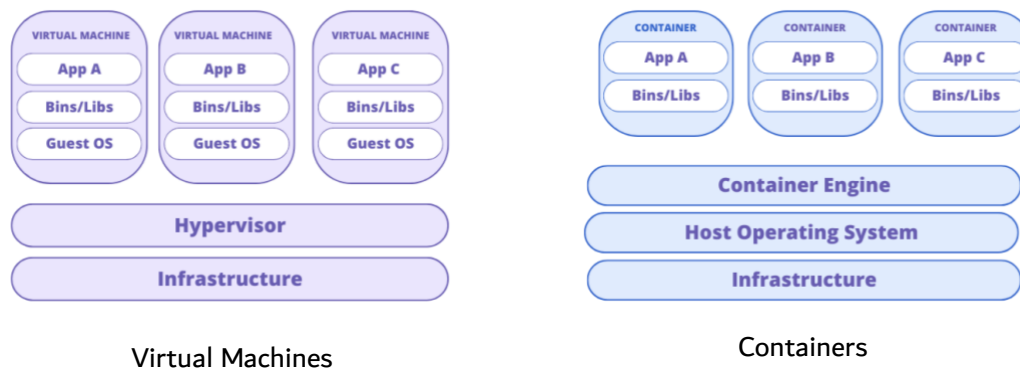 VIRTUAL MACHINE
App A
Bins/Libs
Guest OS
VIRTUAL MACHINE
App B
Bins/Libs
Guest OS
VIRTUAL MACHINE
App C
Bins/Libs
Guest OS
Hypervisor
Infrastructure
Virtual Machines
CONTAINER
App A
Bins/Libs
CONTAINER
App B
Bins/Libs
CONTAINER
App C
Bins/Libs
Container Engine
Host Operating System
Infrastructure
Containers